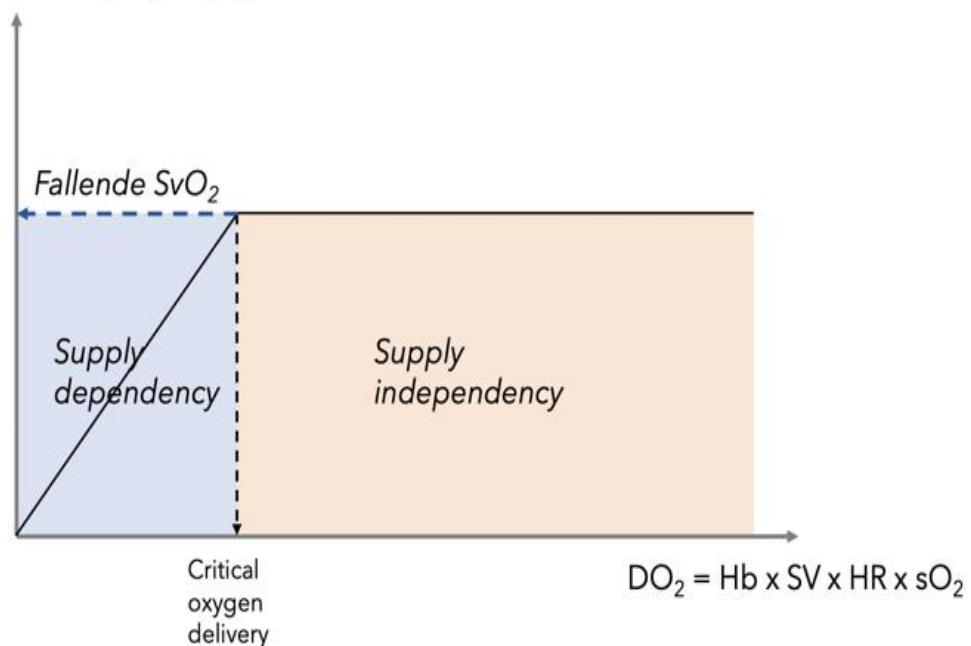 Fallende SvO₂
Supply
dependency
Supply
independency
Critical
oxygen
delivery
DO₂ = Hb x SV x HR x sO₂